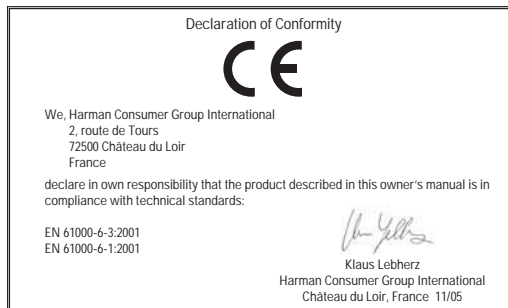 Declaration of Conformity
CE
We, Harman Consumer Group International
2, route de Tours
72500 Château du Loir
France
declare in own responsibility that the product described in this owner's manual is in
compliance with technical standards:
EN 61000-6-3:2001
EN 61000-6-1:2001
Klaus Lebherz
Harman Consumer Group International
Château du Loir, France 11/05